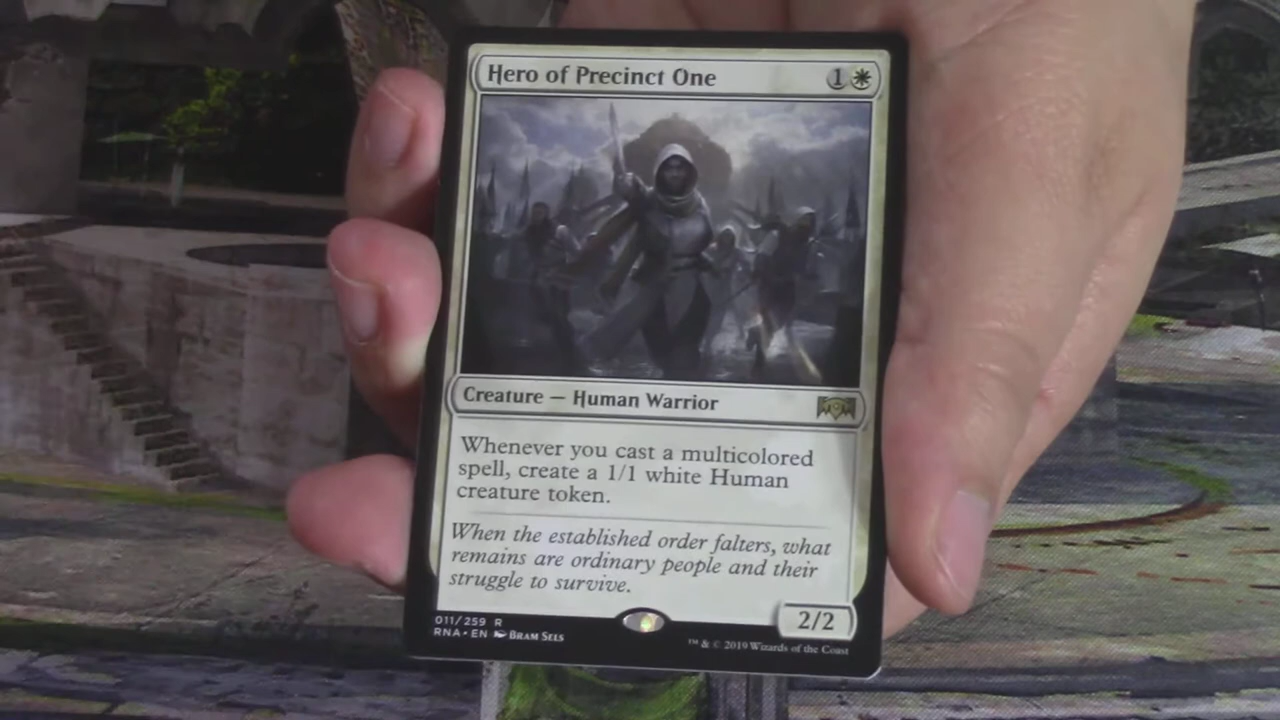 Hero of Precinct One 1
Creature — Human Warrior
Whenever you cast a multicolored
spell, create a 1/1 white Human
creature token.
When the established order falters, what
remains are ordinary people and their
struggle to survive.
2/2
011/259 R
RNA • EN BRAM SELS
™ & © 2019 Wizards of the Coast